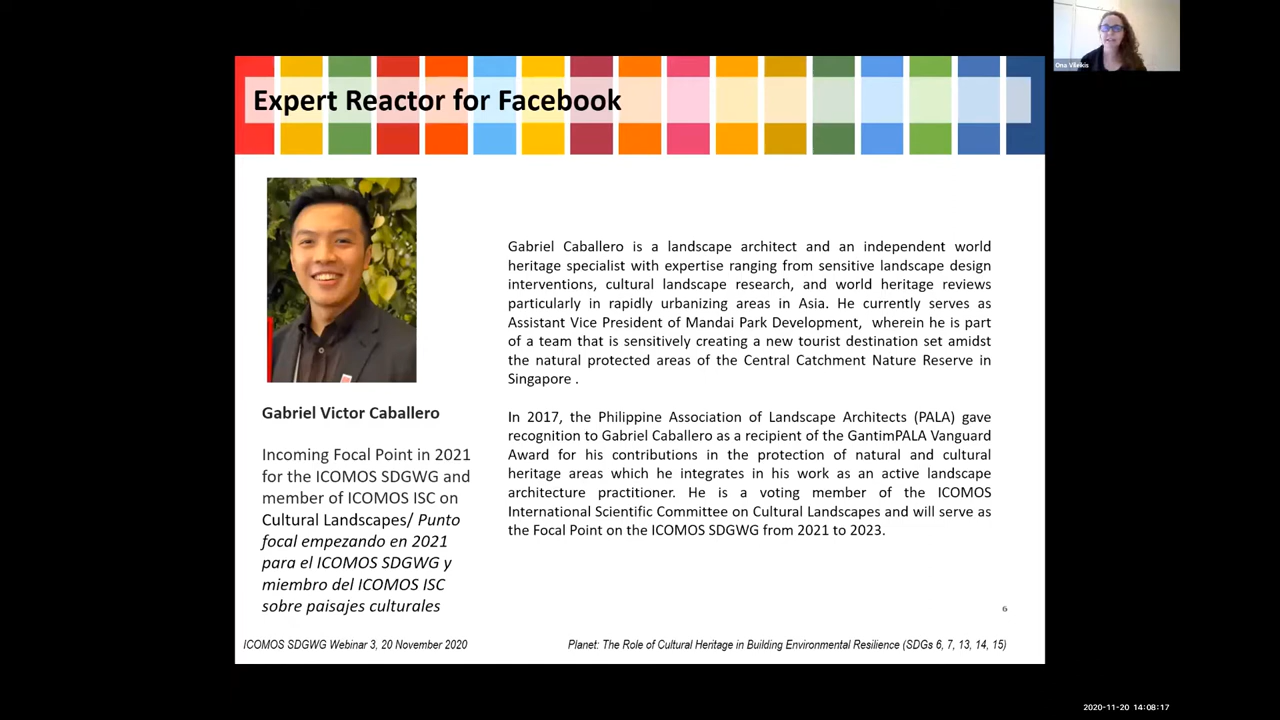 Ona Vileikis
Expert Reactor for Facebook
Gabriel Victor Caballero
Incoming Focal Point in 2021
for the ICOMOS SDGWG and
member of ICOMOS ISC on
Cultural Landscapes/ Punto
focal empezando en 2021
para el ICOMOS SDGWG y
miembro del ICOMOS ISC
sobre paisajes culturales
Gabriel Caballero is a landscape architect and an independent world
heritage specialist with expertise ranging from sensitive landscape design
interventions, cultural landscape research, and world heritage reviews
particularly in rapidly urbanizing areas in Asia. He currently serves as
Assistant Vice President of Mandai Park Development, wherein he is part
of a team that is sensitively creating a new tourist destination set amidst
the natural protected areas of the Central Catchment Nature Reserve in
Singapore .
In 2017, the Philippine Association of Landscape Architects (PALA) gave
recognition to Gabriel Caballero as a recipient of the GantimPALA Vanguard
Award for his contributions in the protection of natural and cultural
heritage areas which he integrates in his work as an active landscape
architecture practitioner. He is a voting member of the ICOMOS
International Scientific Committee on Cultural Landscapes and will serve as
the Focal Point on the ICOMOS SDGWG from 2021 to 2023.
6
ICOMOS SDGWG Webinar 3, 20 November 2020
Planet: The Role of Cultural Heritage in Building Environmental Resilience (SDGs 6, 7, 13, 14, 15)
2020-11-20 14:08:17